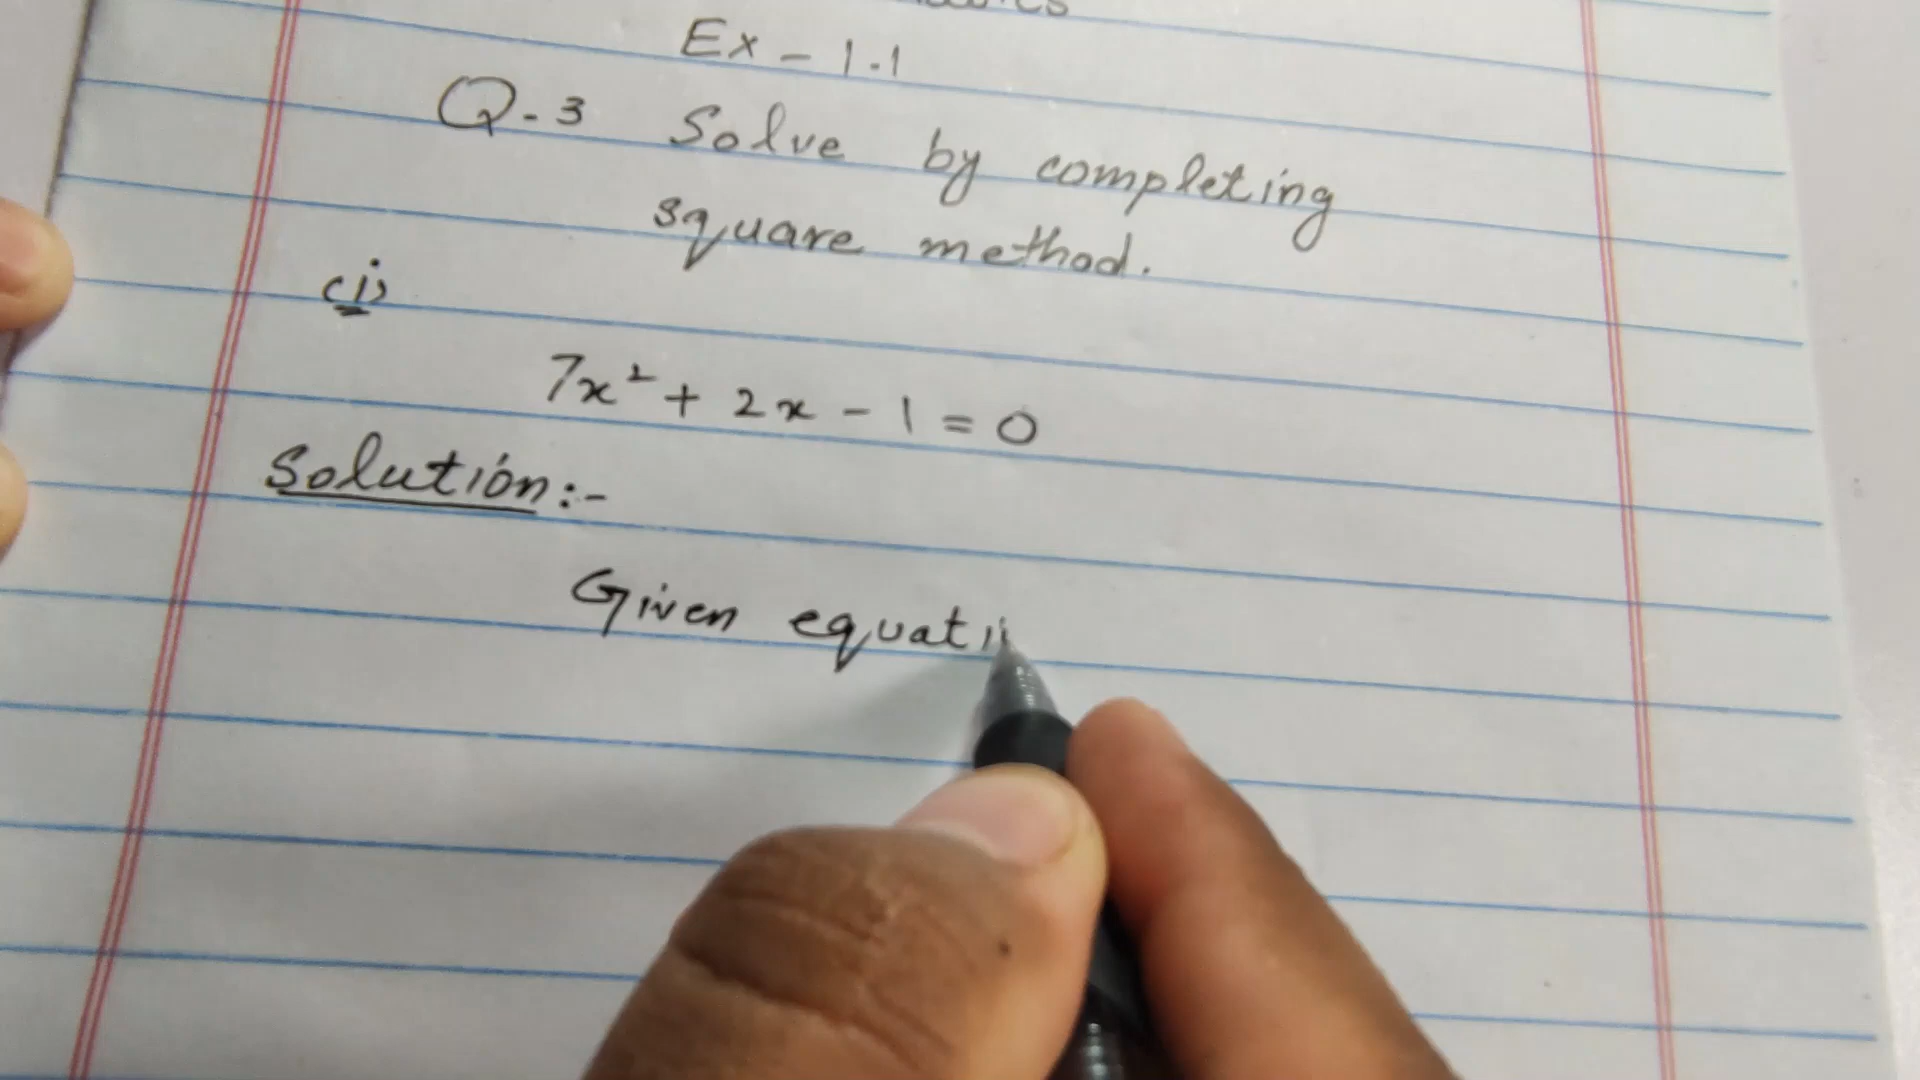 Ex - 1.1
Q.3 Solve by completing
square method.
(i)
7x² + 2x - 1 = 0
Solution:-
Given equati